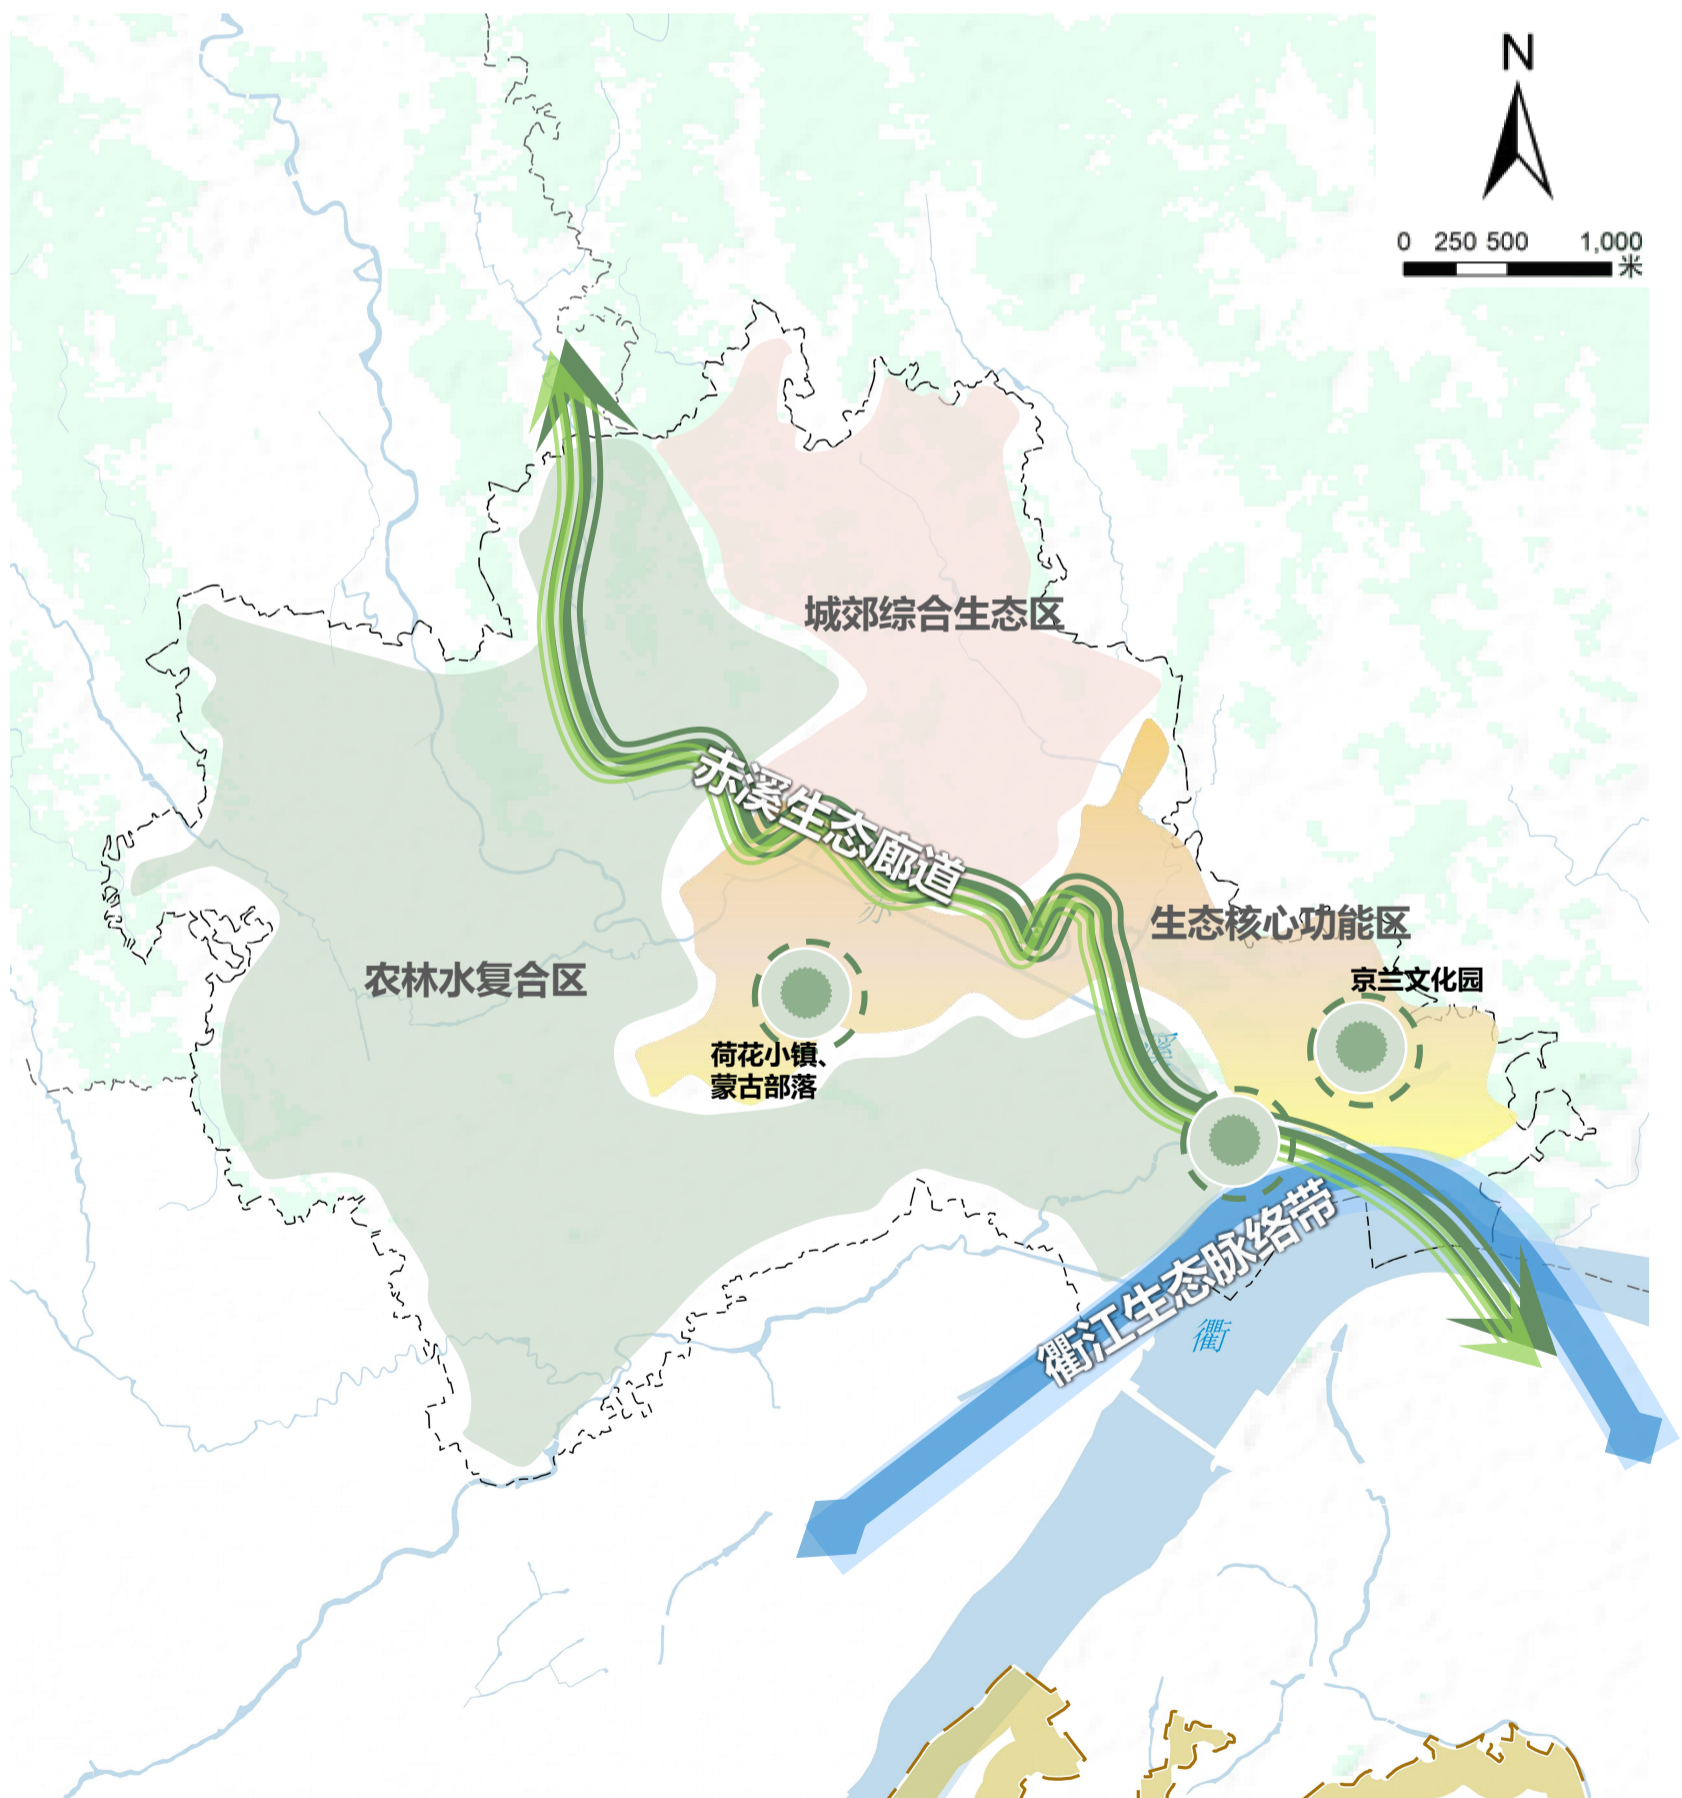 N
0 250 500 1,000
米
城郊综合生态区
赤溪生态廊道
赤
生态核心功能区
农林水复合区
京兰文化园
荷花小镇、
蒙古部落
溪
衢江生态脉络带
衢